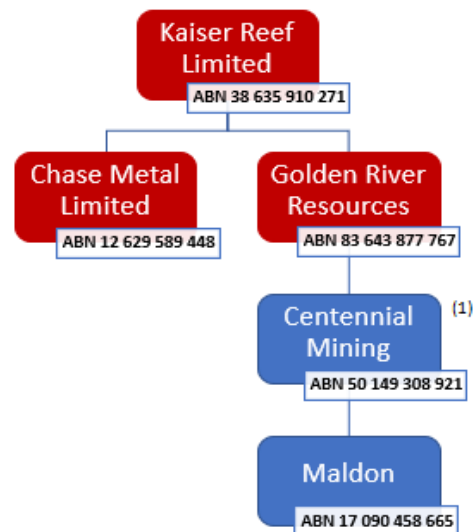 Kaiser Reef
Limited
ABN 38 635 910 271
Chase Metal
Limited
ABN 12 629 589 448
Golden River
Resources
ABN 83 643 877 767
Centennial
Mining
(1)
ABN 50 149 308 921
Maldon
ABN 17 090 458 665